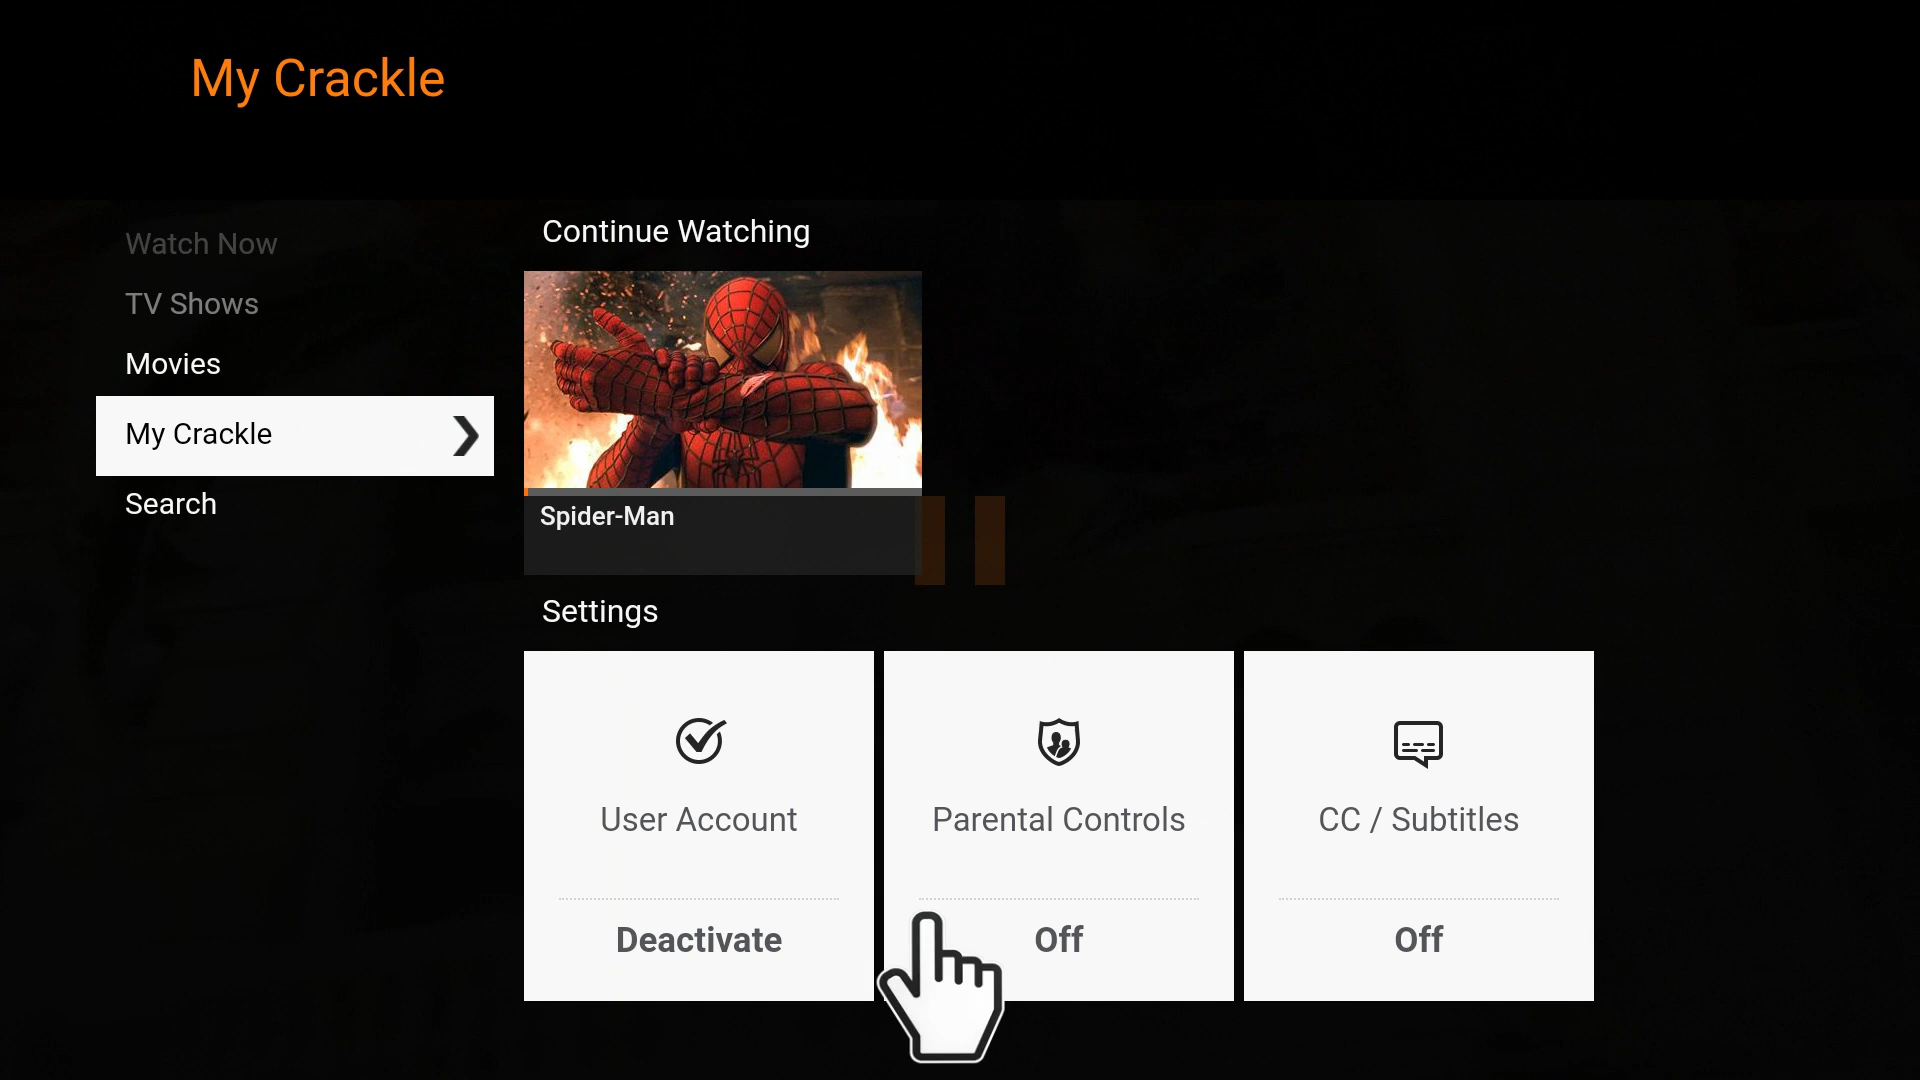 My Crackle
Watch Now
TV Shows
Movies
My Crackle
Search
Continue Watching
Spider-Man
Settings
User Account
Deactivate
Parental Controls
Off
CC / Subtitles
Off